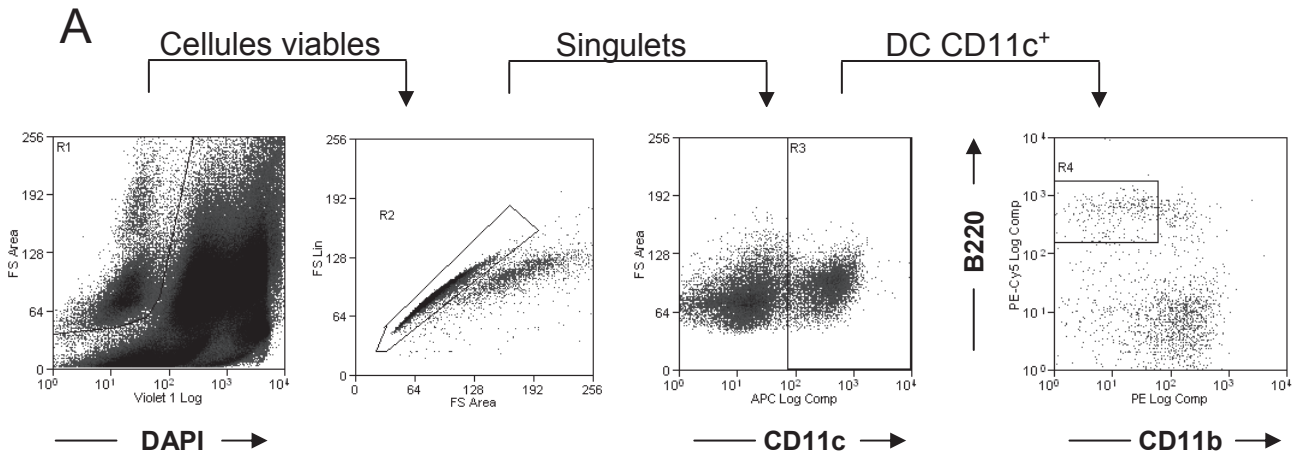 A
Cellules viables
Singulets
DC CD11c⁺
256
192
128
64
0
R1
FS Area
10⁰ 10¹ 10² 10³ 10⁴
Violet 1 Log
DAPI
256
192
128
64
0
R2
FS Lin
0 64 128 192 256
FS Area
256
192
128
64
0
R3
FS Area
10⁰ 10¹ 10² 10³ 10⁴
APC Log Comp
CD11c
B220
10⁴
10³
10²
10¹
10⁰
R4
PE-Cy5 Log Comp
10⁰ 10¹ 10² 10³ 10⁴
PE Log Comp
CD11b